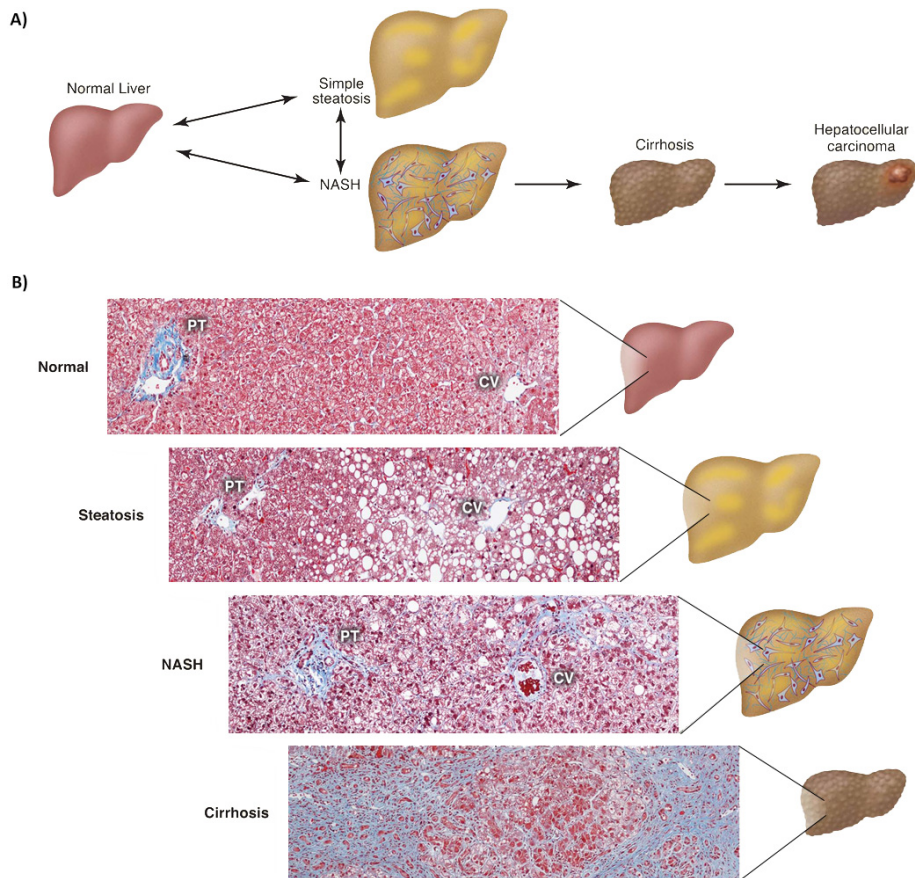 A)
Normal Liver
Simple
steatosis
NASH
Cirrhosis
Hepatocellular
carcinoma
B)
Normal
PT
CV
Steatosis
PT
CV
NASH
PT
CV
Cirrhosis